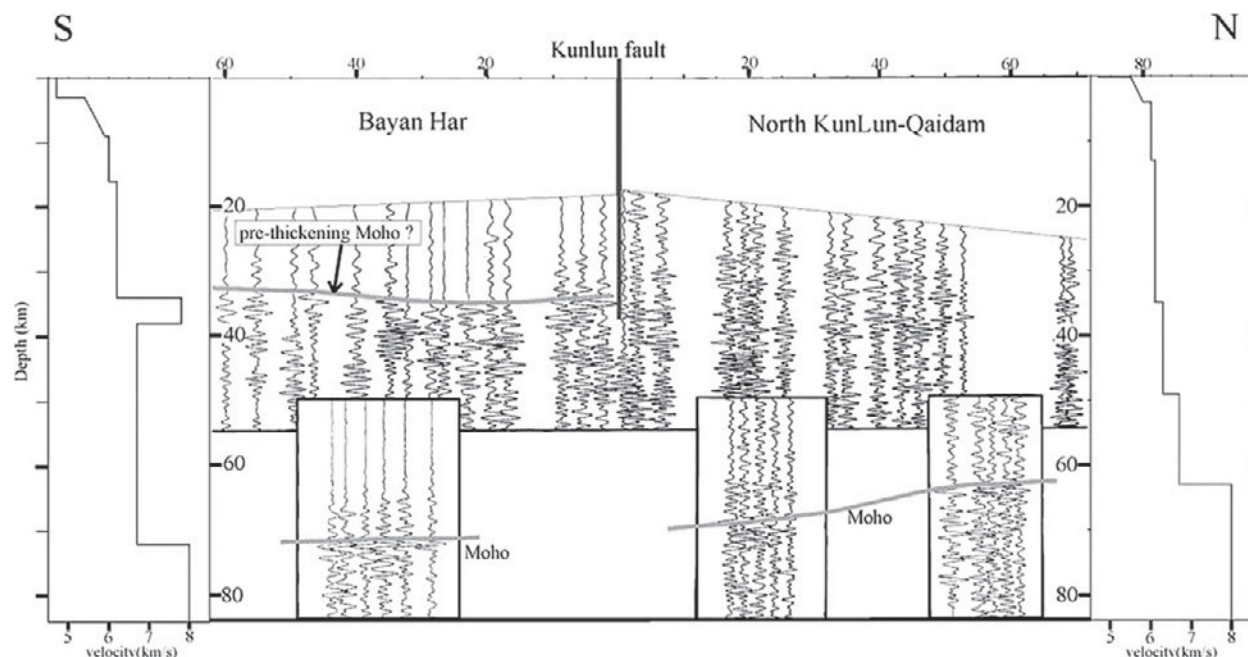 S
N
Kunlun fault
60 40 20 0 20 40 60 80
Bayan Har
North KunLun-Qaidam
20 20
pre-thickening Moho ?
Depth (km)
40 40
60 60
Moho
Moho
80 80
5 6 7 8
velocity(km/s)
5 6 7 8
velocity(km/s)